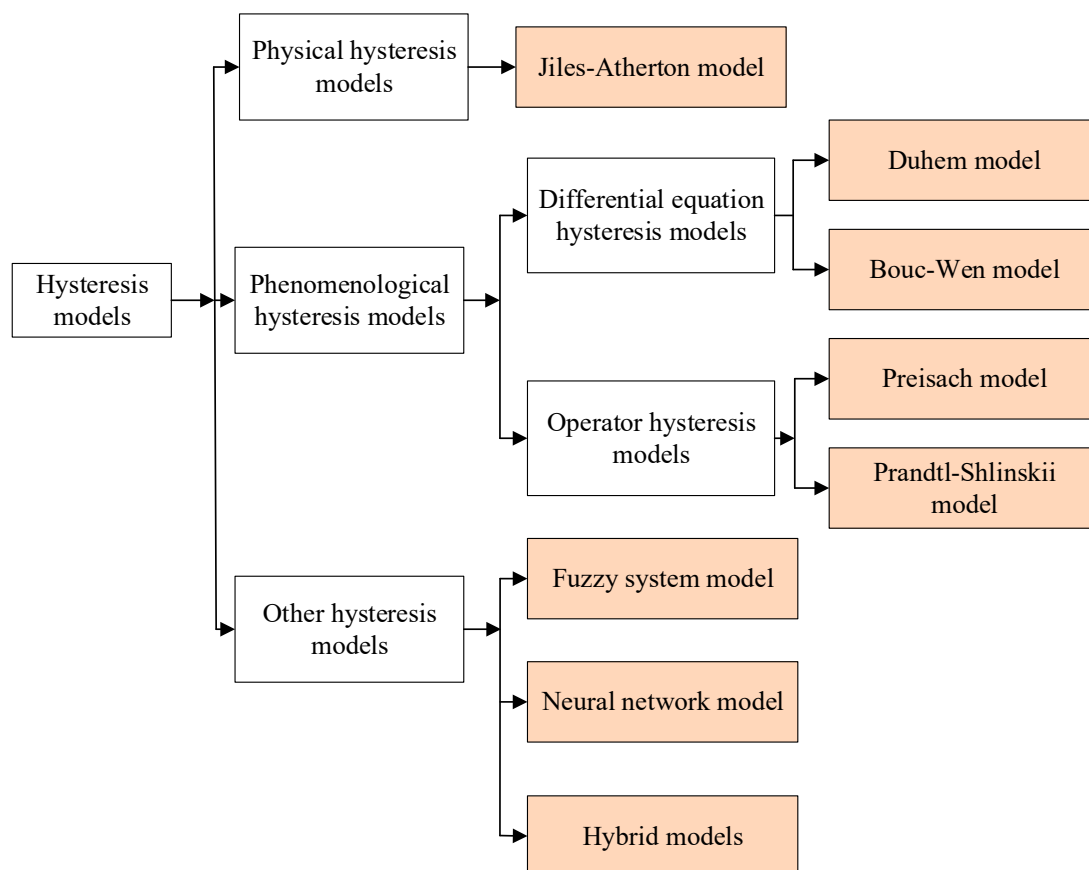 Physical hysteresis
models
Jiles-Atherton model
Duhem model
Differential equation
hysteresis models
Bouc-Wen model
Hysteresis
models
Phenomenological
hysteresis models
Preisach model
Operator hysteresis
models
Prandtl-Shlinskii
model
Fuzzy system model
Other hysteresis
models
Neural network model
Hybrid models